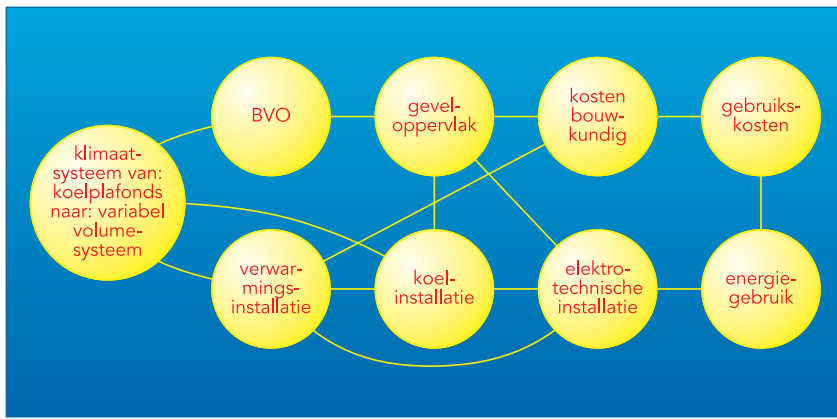 klimaat-
systeem van:
koelplafonds
naar: variabel
volume-
systeem
BVO
gevel-
oppervlak
kosten
bouw-
kundig
gebruiks-
kosten
verwar-
mings-
installatie
koel-
installatie
elektro-
technische
installatie
energie-
gebruik